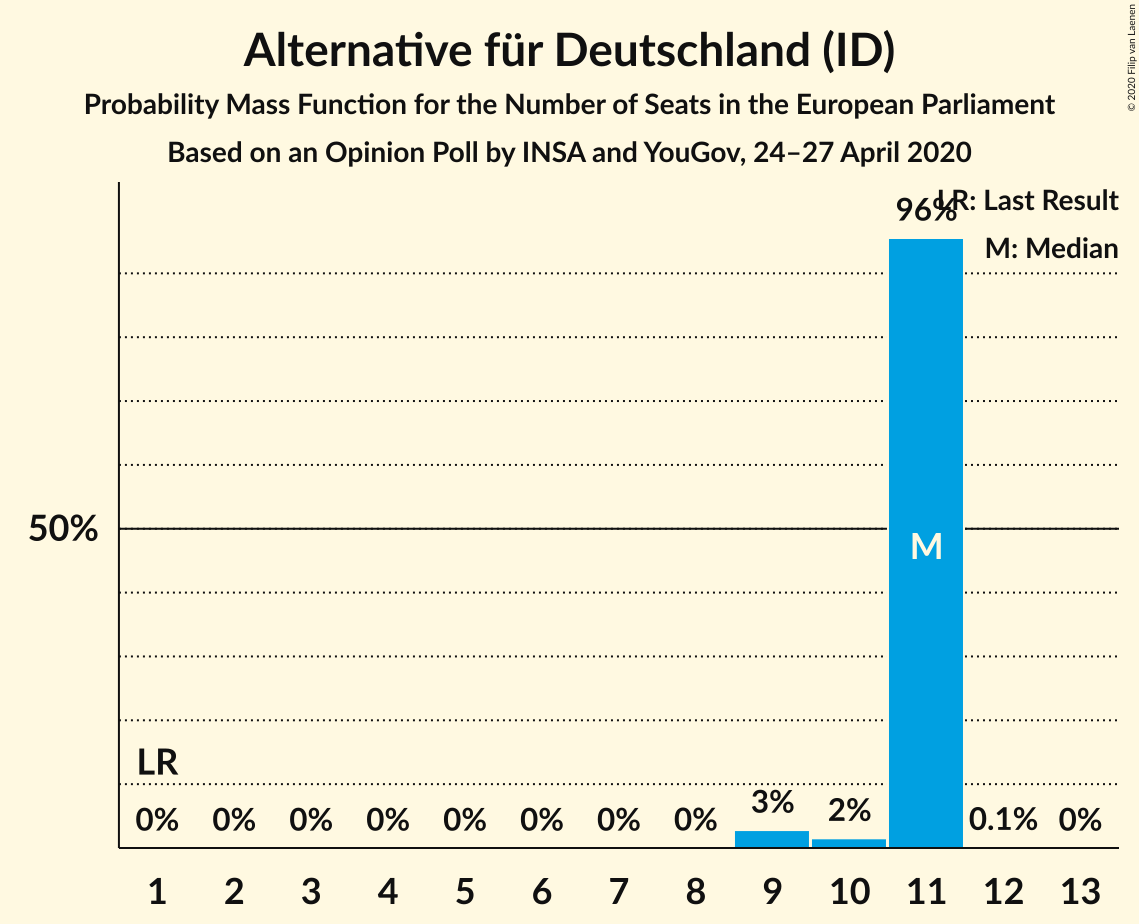 Alternative für Deutschland (ID)
Probability Mass Function for the Number of Seats in the European Parliament
Based on an Opinion Poll by INSA and YouGov, 24–27 April 2020
© 2020 Filip van Laenen
LR: Last Result
M: Median
96%
50%
M
LR
0% 0% 0% 0% 0% 0% 0% 0% 3% 2% 0.1% 0%
1 2 3 4 5 6 7 8 9 10 11 12 13